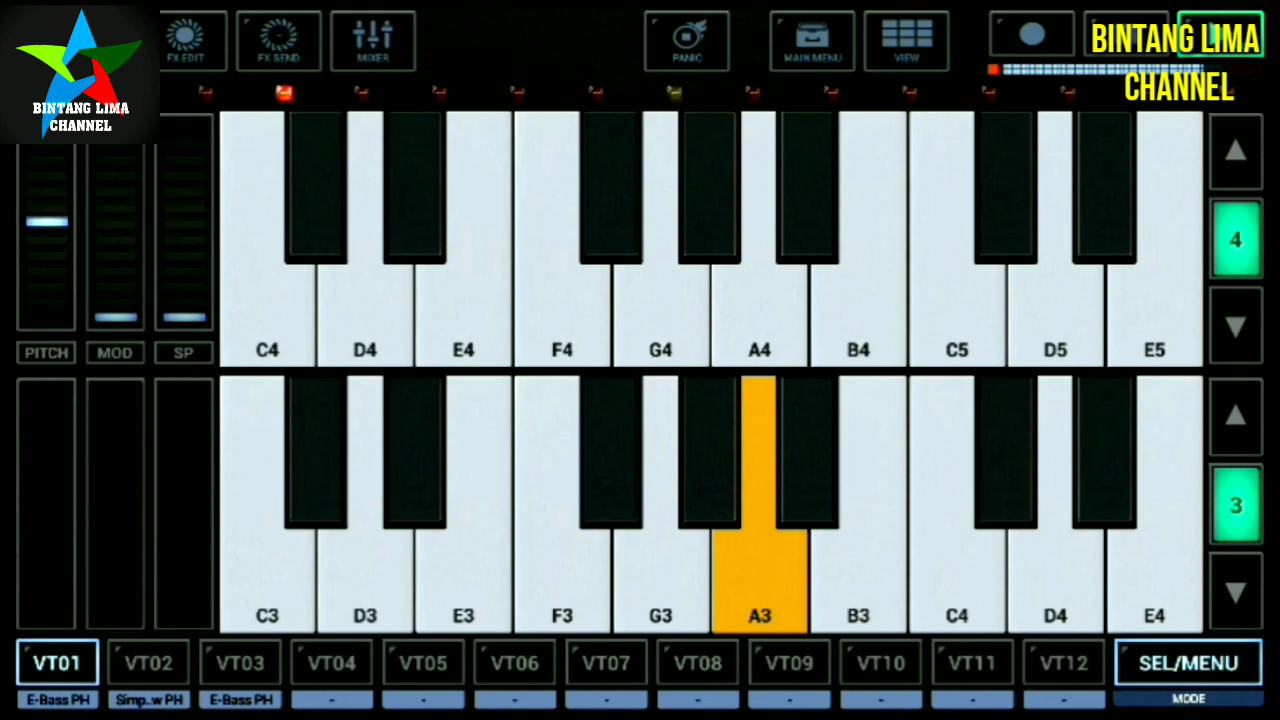 BINTANG LIMA
CHANNEL
FX EDIT
FX SEND
MIXER
PANIC
MAIN MENU
VIEW
BINTANG LIMA
CHANNEL
PITCH
MOD
SP
C4 D4 E4 F4 G4 A4 B4 C5 D5 E5
4
C3 D3 E3 F3 G3 A3 B3 C4 D4 E4
3
VT01 VT02 VT03 VT04 VT05 VT06 VT07 VT08 VT09 VT10 VT11 VT12 SEL/MENU
E-Bass PH Simp..w PH E-Bass PH - - - - - - - - - MODE